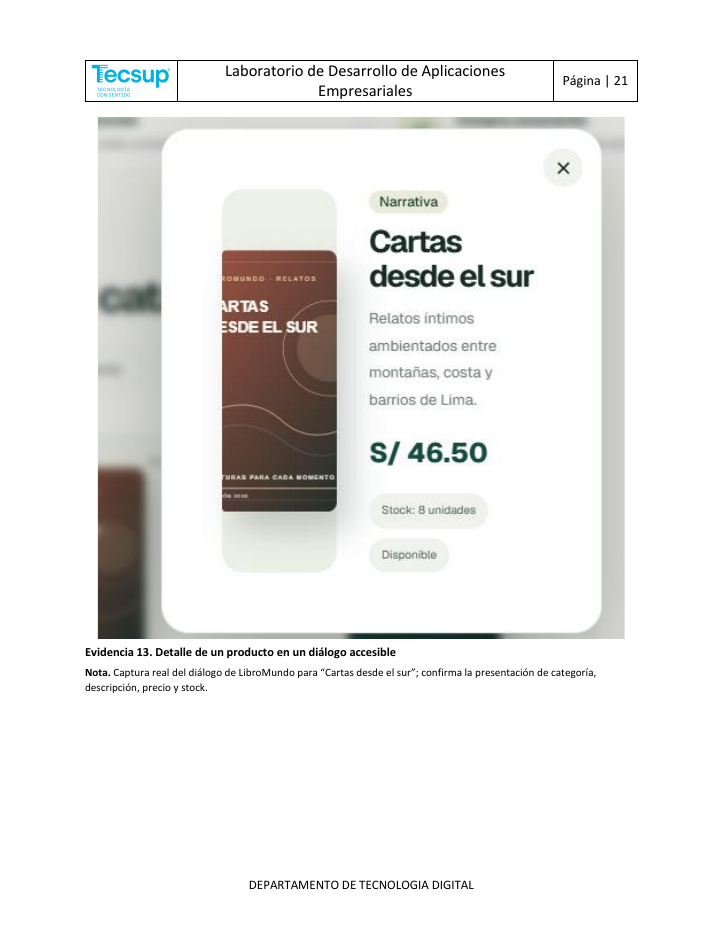 Tecsup
TECNOLOGÍA
CON SENTIDO
Laboratorio de Desarrollo de Aplicaciones
Empresariales
Página | 21
Narrativa
Cartas
desde el sur
Relatos íntimos
ambientados entre
montañas, costa y
barrios de Lima.
S/ 46.50
Stock: 8 unidades
Disponible
ROMUNDO · RELATOS
ARTAS
ESDE EL SUR
TURAS PARA CADA MOMENTO
cat
Evidencia 13. Detalle de un producto en un diálogo accesible
Nota. Captura real del diálogo de LibroMundo para “Cartas desde el sur”; confirma la presentación de categoría,
descripción, precio y stock.
DEPARTAMENTO DE TECNOLOGIA DIGITAL